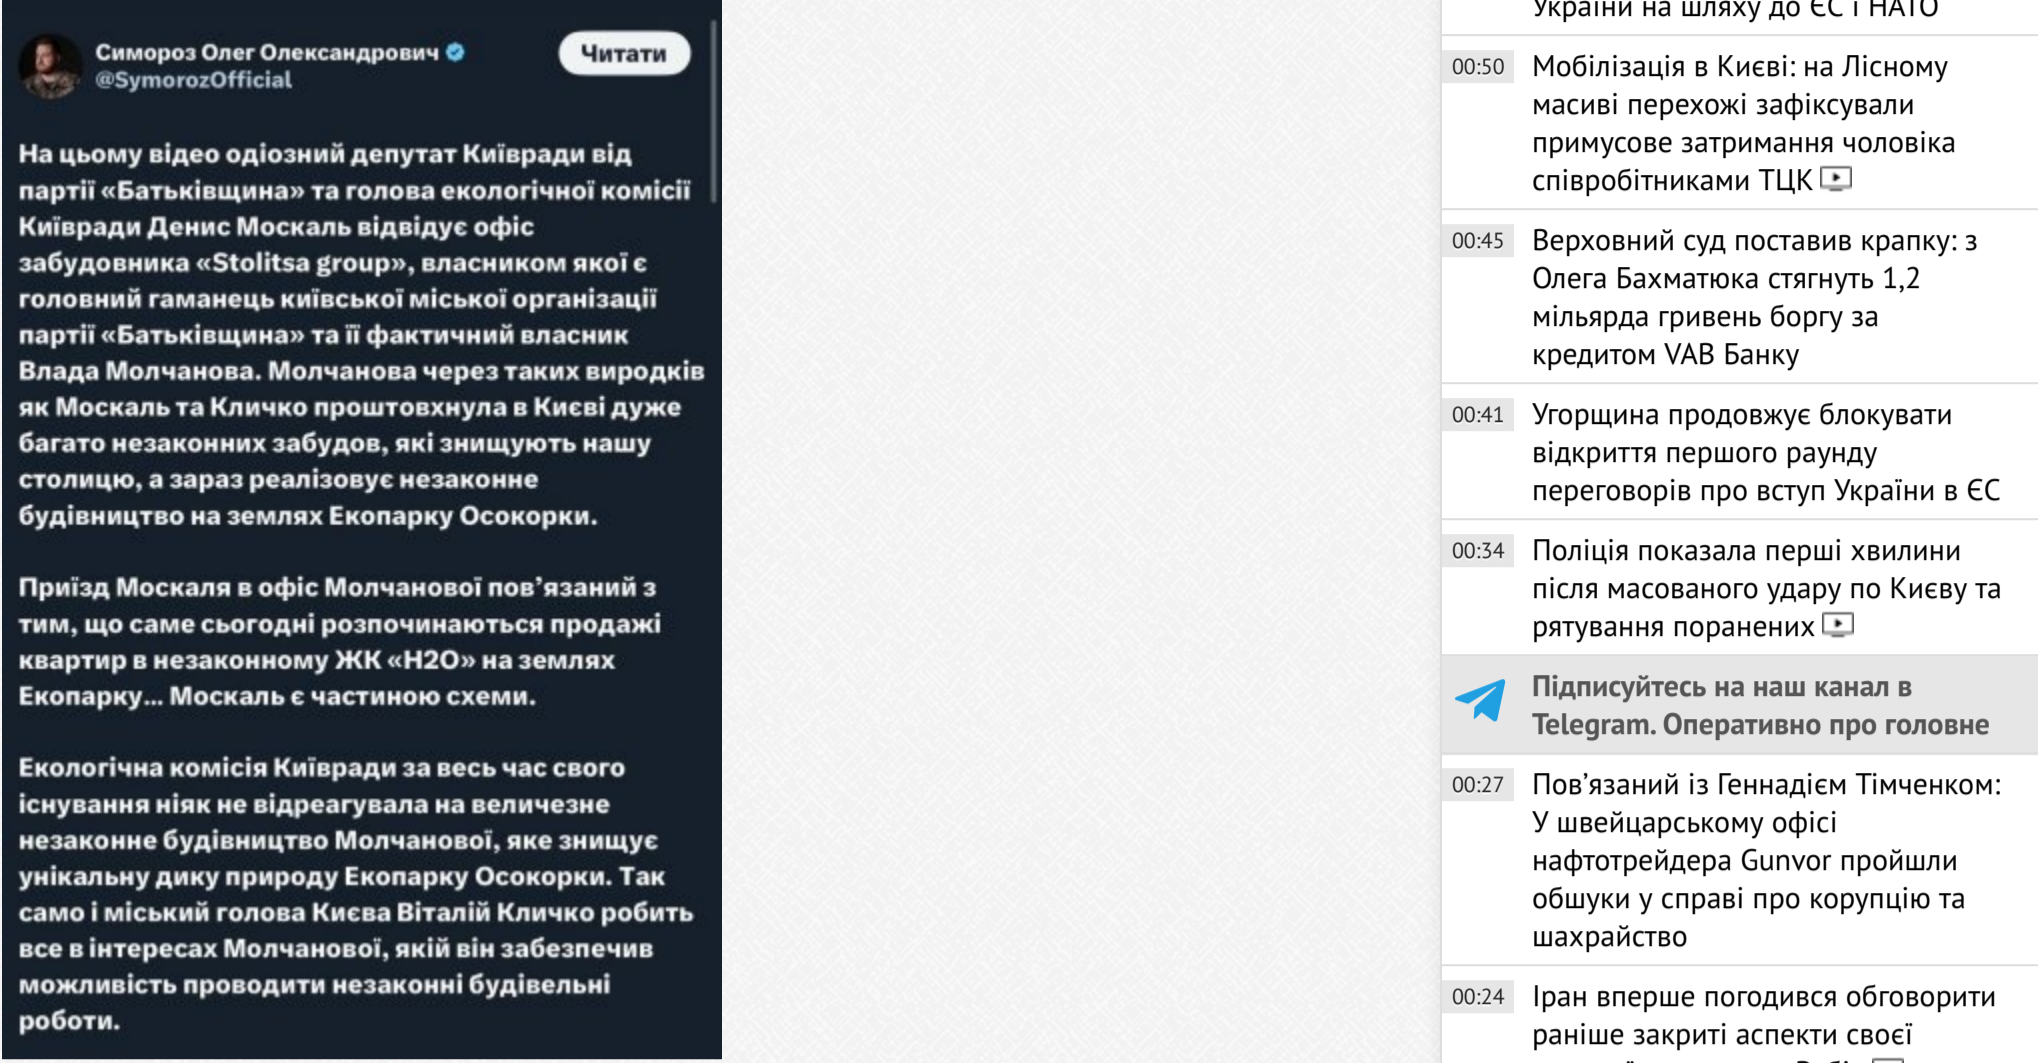 Симороз Олег Олександрович
@SymorozOfficial
Читати
На цьому відео одіозний депутат Київради від
партії «Батьківщина» та голова екологічної комісії
Київради Денис Москаль відвідує офіс
забудовника «Stolitsa group», власником якої є
головний гаманець київської міської організації
партії «Батьківщина» та її фактичний власник
Влада Молчанова. Молчанова через таких виродків
як Москаль та Кличко проштовхнула в Києві дуже
багато незаконних забудов, які знищують нашу
столицю, а зараз реалізовує незаконне
будівництво на землях Екопарку Осокорки.
Приїзд Москаля в офіс Молчанової пов’язаний з
тим, що саме сьогодні розпочинаються продажі
квартир в незаконному ЖК «Н2О» на землях
Екопарку... Москаль є частиною схеми.
Екологічна комісія Київради за весь час свого
існування ніяк не відреагувала на величезне
незаконне будівництво Молчанової, яке знищує
унікальну дику природу Екопарку Осокорки. Так
само і міський голова Києва Віталій Кличко робить
все в інтересах Молчанової, якій він забезпечив
можливість проводити незаконні будівельні
роботи.
України на шляху до ЄС і НАТО
00:50
Мобілізація в Києві: на Лісному
масиві перехожі зафіксували
примусове затримання чоловіка
співробітниками ТЦК
00:45
Верховний суд поставив крапку: з
Олега Бахматюка стягнуть 1,2
мільярда гривень боргу за
кредитом VAB Банку
00:41
Угорщина продовжує блокувати
відкриття першого раунду
переговорів про вступ України в ЄС
00:34
Поліція показала перші хвилини
після масованого удару по Києву та
рятування поранених
Підписуйтесь на наш канал в
Telegram. Оперативно про головне
00:27
Пов’язаний із Геннадієм Тімченком:
У швейцарському офісі
нафтотрейдера Gunvor пройшли
обшуки у справі про корупцію та
шахрайство
00:24
Іран вперше погодився обговорити
раніше закриті аспекти своєї